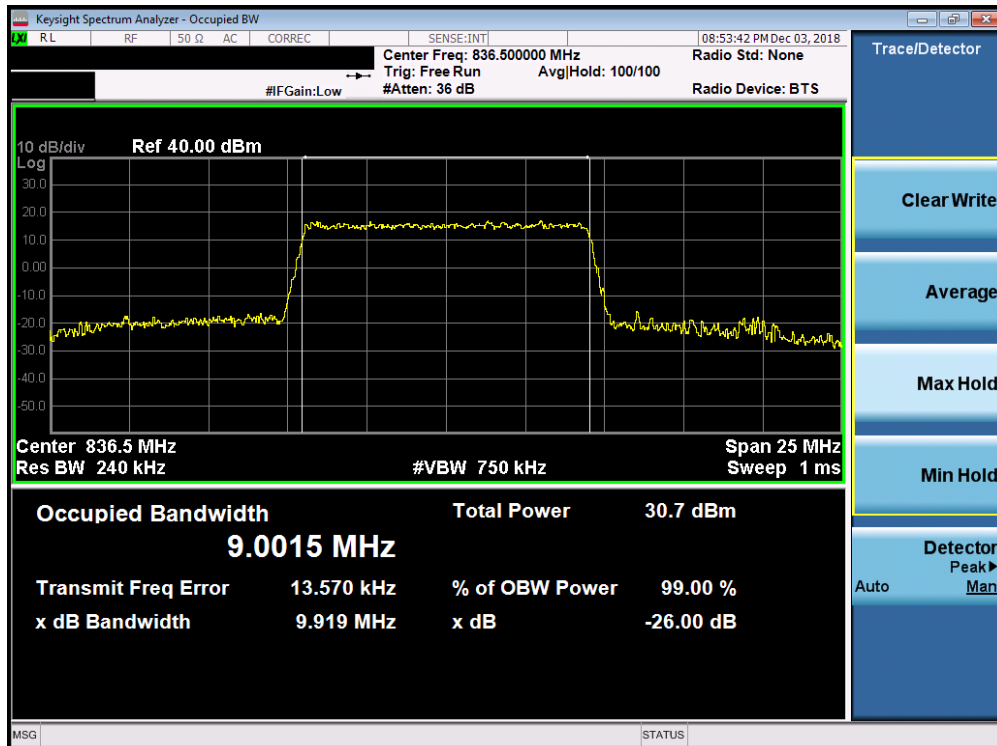 Keysight Spectrum Analyzer - Occupied BW
LXI RL RF 50 Ω AC CORREC SENSE:INT 08:53:42 PM Dec 03, 2018
Center Freq: 836.500000 MHz Radio Std: None
Trig: Free Run Avg|Hold: 100/100
#IFGain:Low #Atten: 36 dB Radio Device: BTS
Trace/Detector
10 dB/div Ref 40.00 dBm
Log
30.0
20.0
10.0
0.00
-10.0
-20.0
-30.0
-40.0
-50.0
Center 836.5 MHz Span 25 MHz
Res BW 240 kHz #VBW 750 kHz Sweep 1 ms
Occupied Bandwidth Total Power 30.7 dBm
9.0015 MHz
Transmit Freq Error 13.570 kHz % of OBW Power 99.00 %
x dB Bandwidth 9.919 MHz x dB -26.00 dB
Clear Write
Average
Max Hold
Min Hold
Detector
Peak▶
Auto Man
MSG STATUS